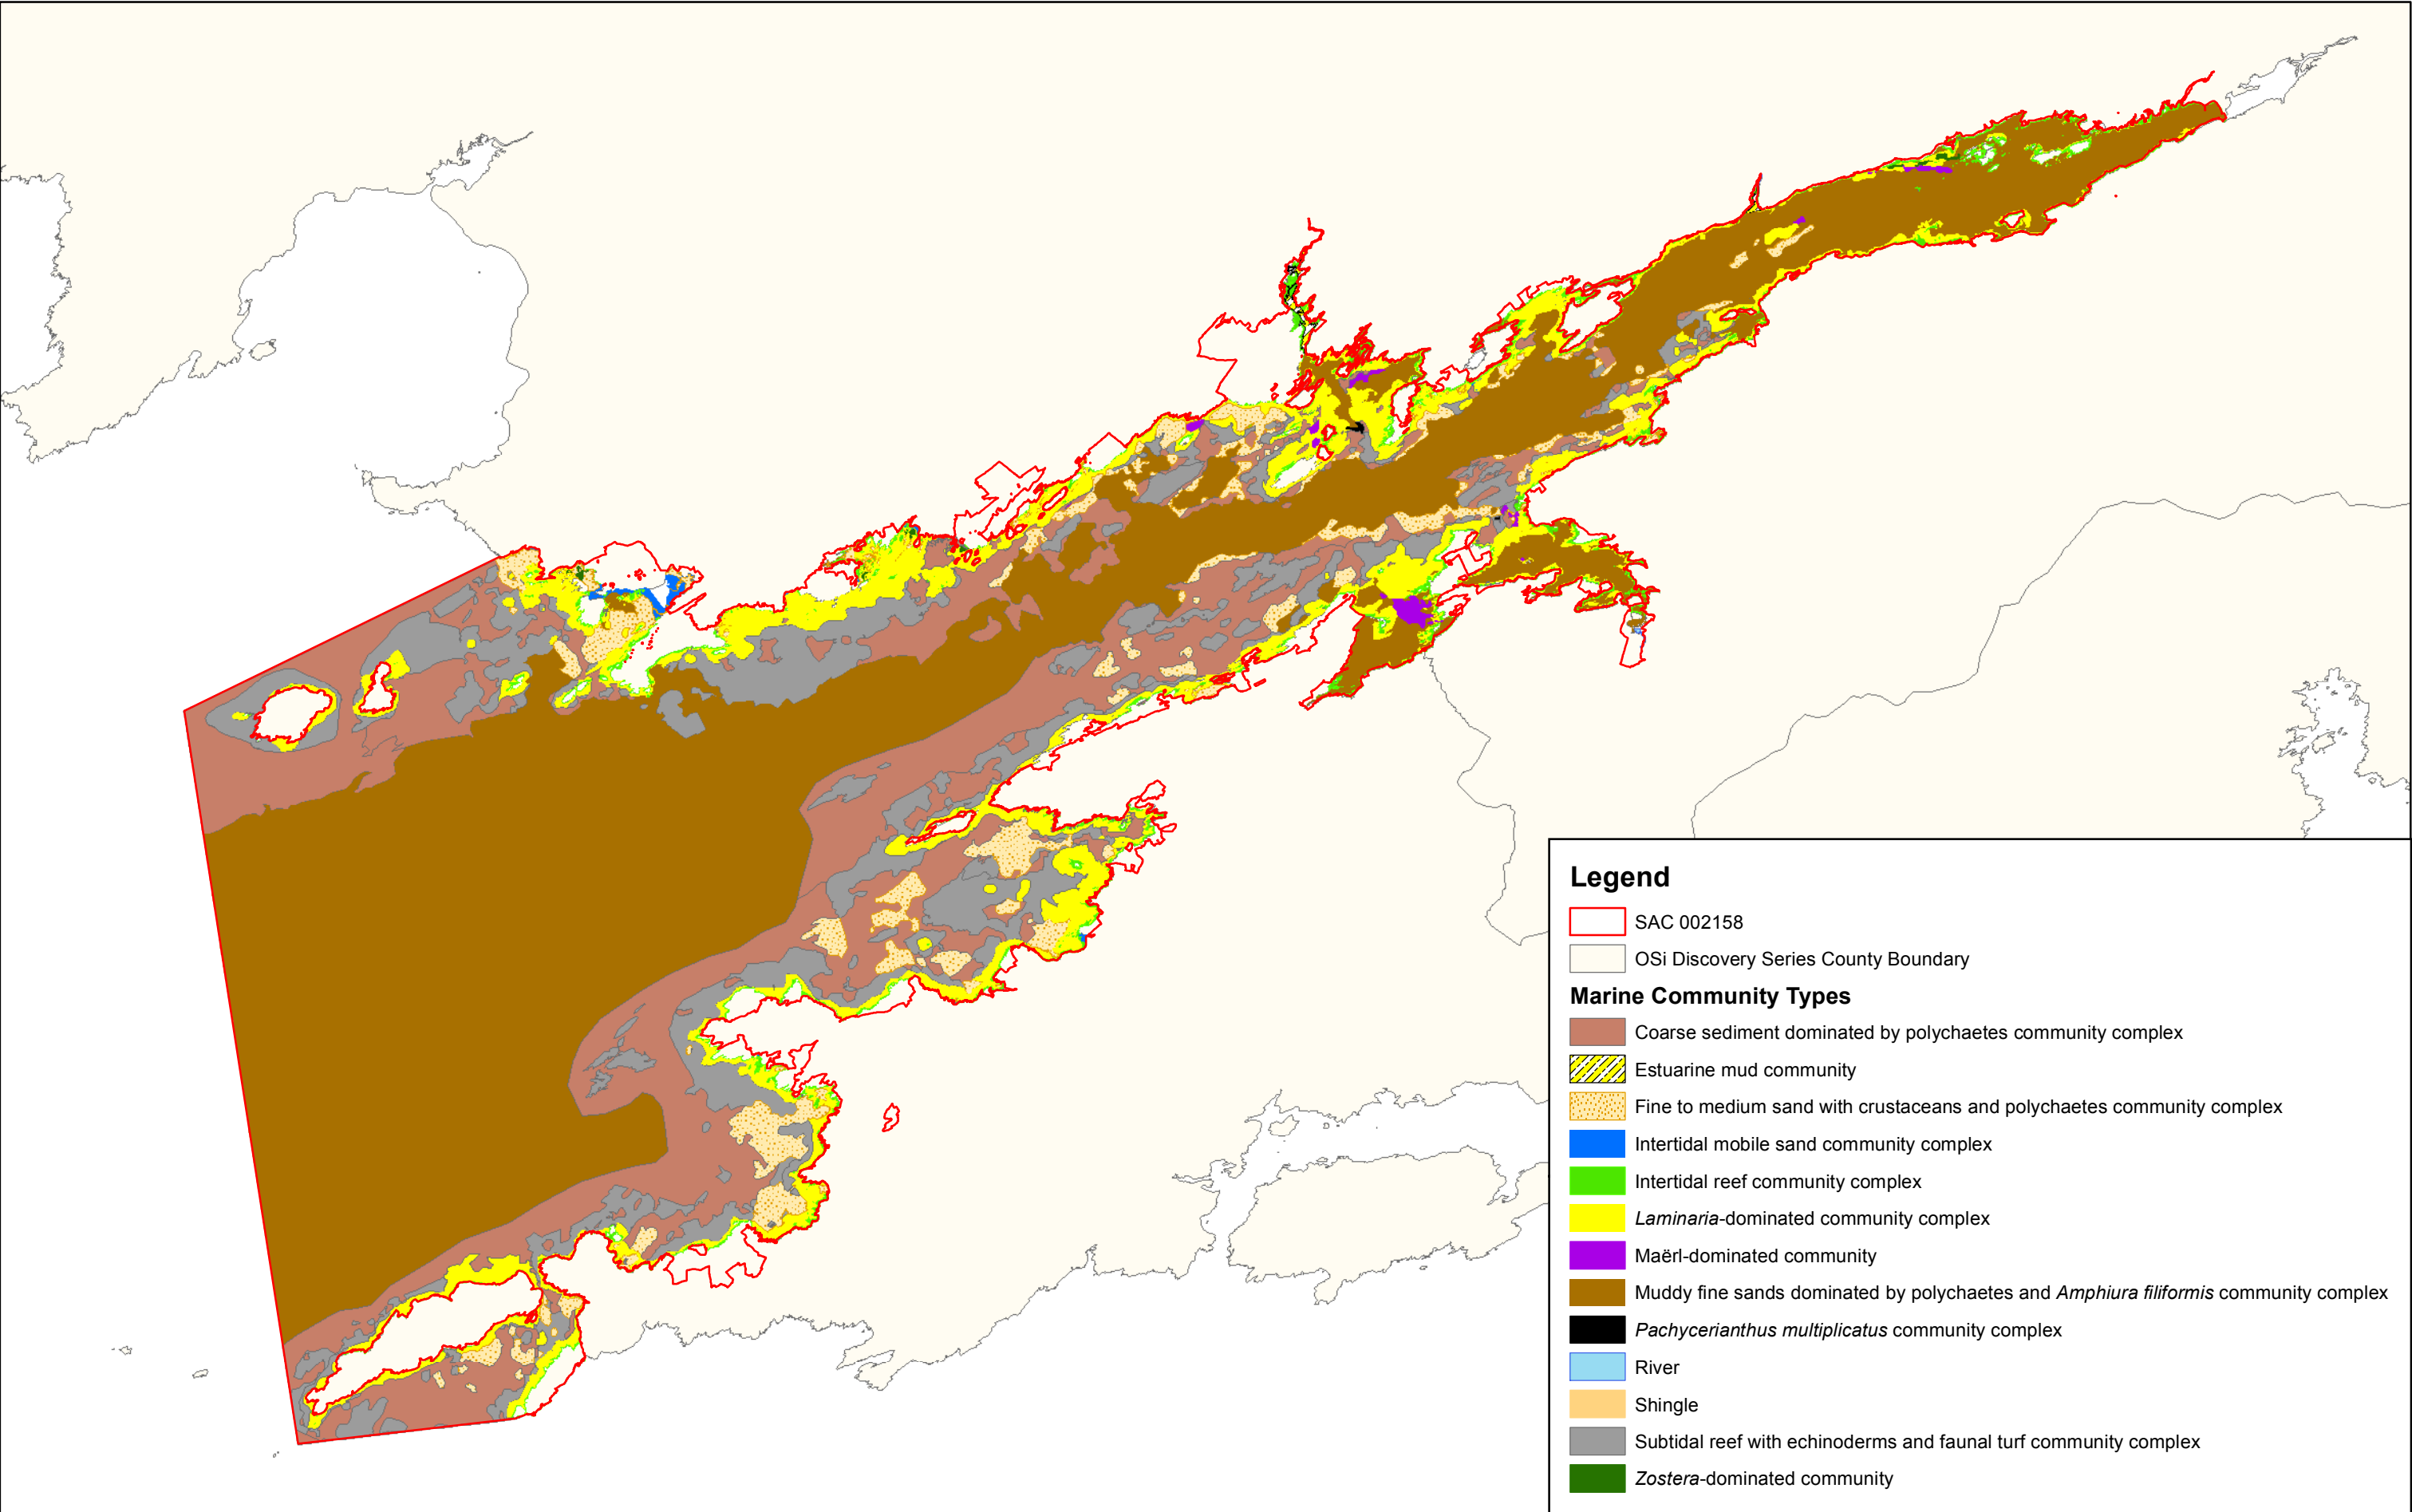 Legend
SAC 002158
OSi Discovery Series County Boundary
Marine Community Types
Coarse sediment dominated by polychaetes community complex
Estuarine mud community
Fine to medium sand with crustaceans and polychaetes community complex
Intertidal mobile sand community complex
Intertidal reef community complex
Laminaria-dominated community complex
Maërl-dominated community
Muddy fine sands dominated by polychaetes and Amphiura filiformis community complex
Pachycerianthus multiplicatus community complex
River
Shingle
Subtidal reef with echinoderms and faunal turf community complex
Zostera-dominated community